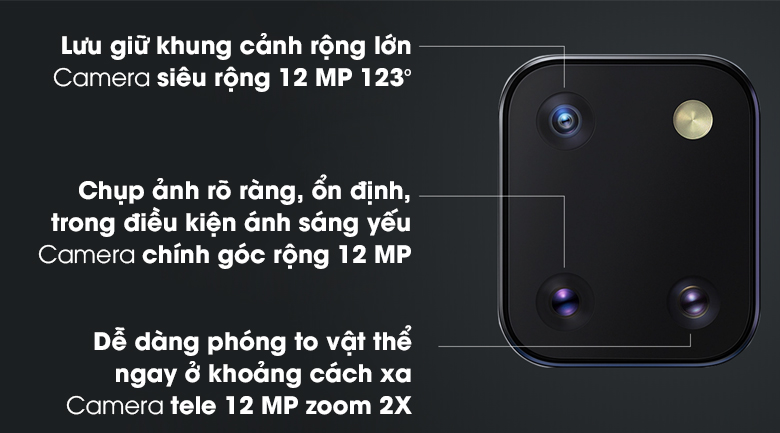 Lưu giữ khung cảnh rộng lớn
Camera siêu rộng 12 MP 123°
Chụp ảnh rõ ràng, ổn định,
trong điều kiện ánh sáng yếu
Camera chính góc rộng 12 MP
Dễ dàng phóng to vật thể
ngay ở khoảng cách xa
Camera tele 12 MP zoom 2X